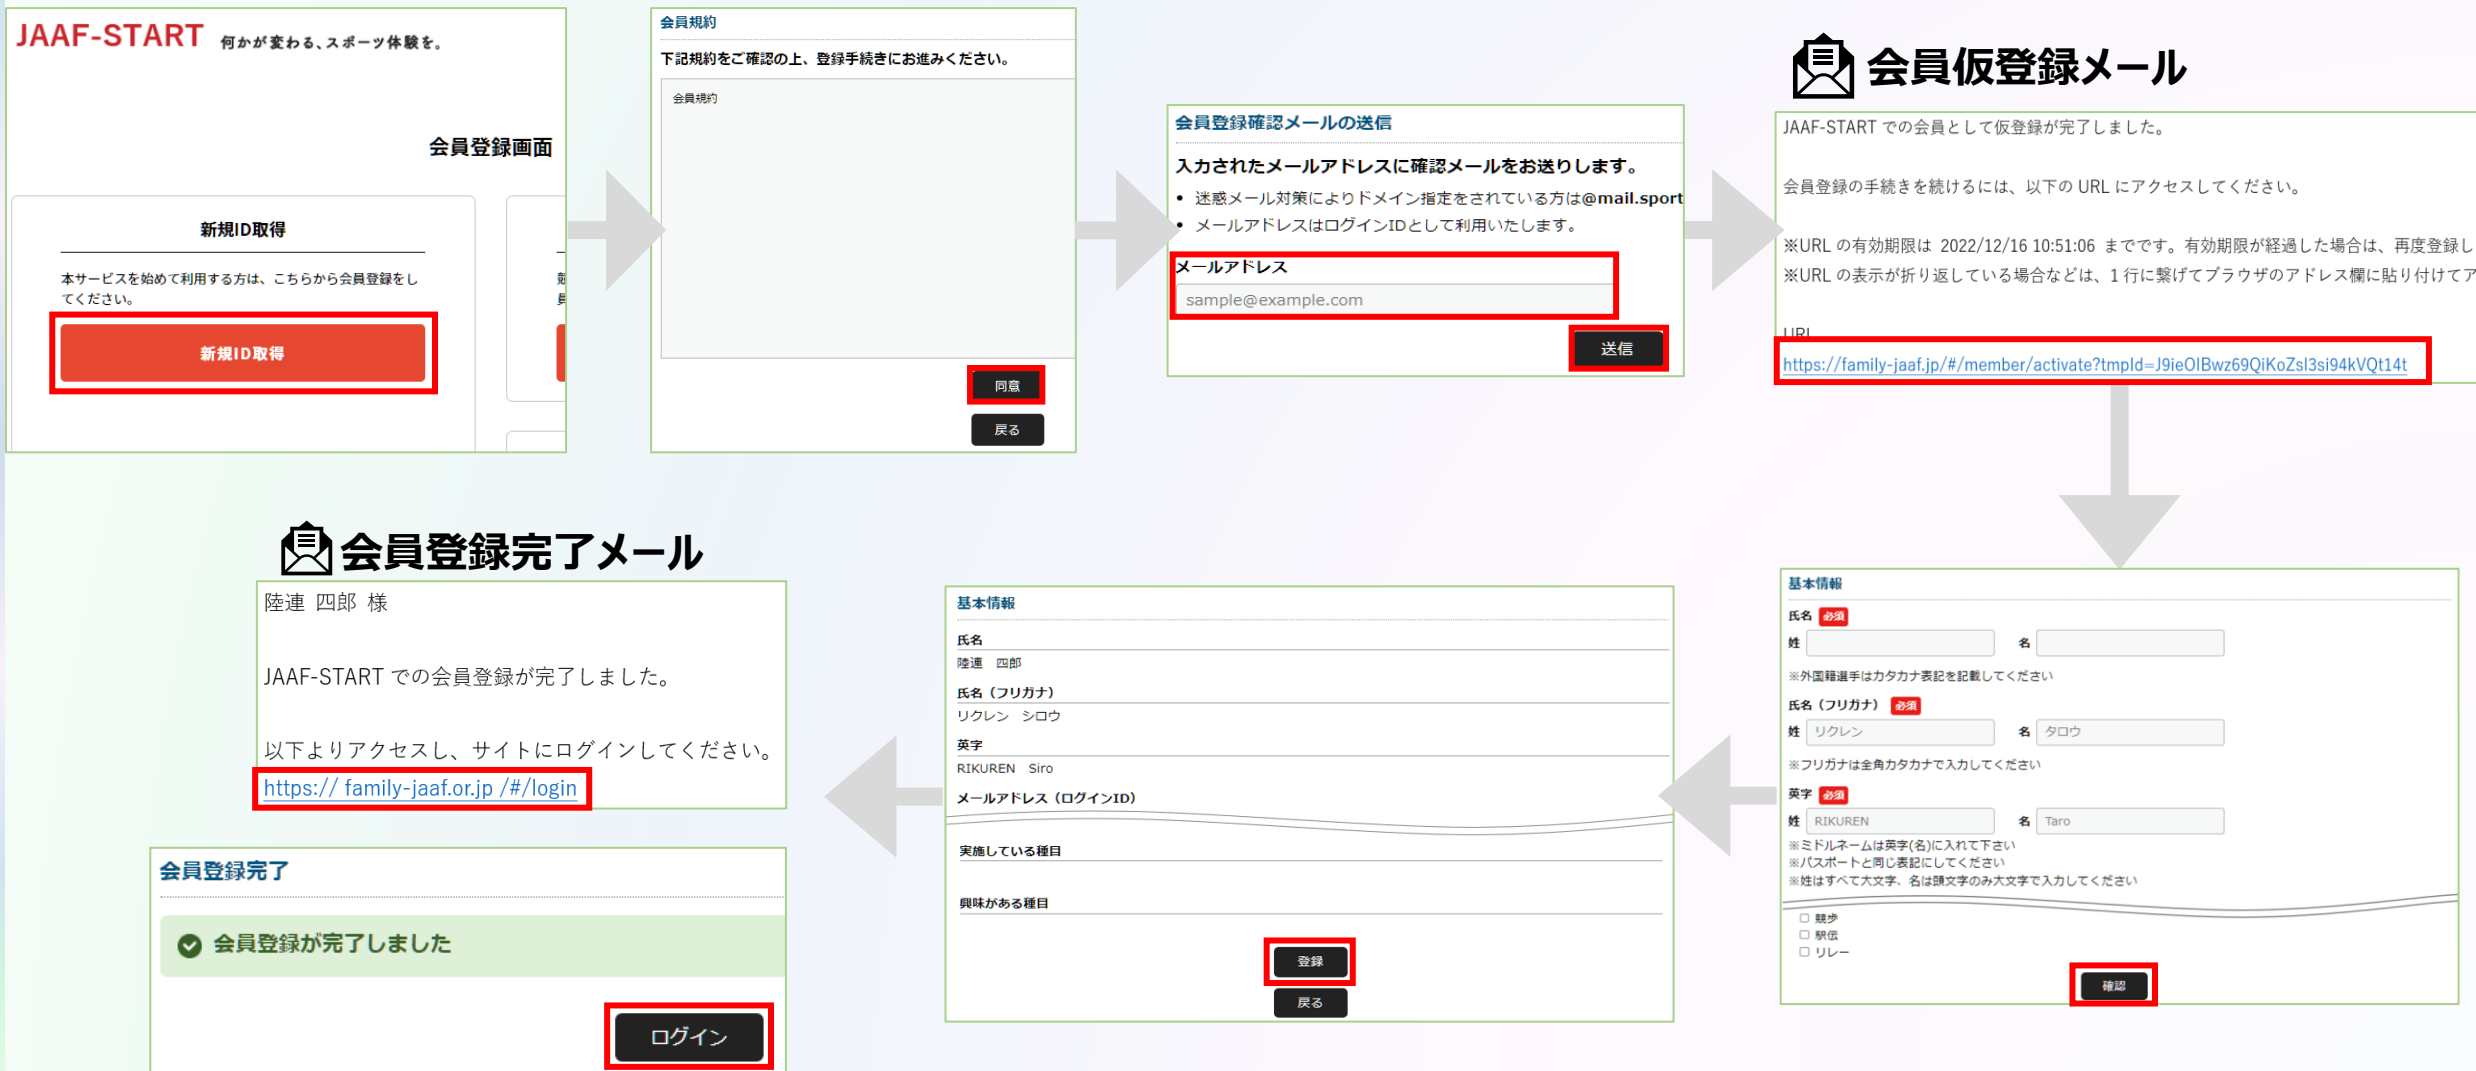 JAAF-START 何かが変わる、スポーツ体験を。
会員登録画面
新規ID取得
本サービスを始めて利用する方は、こちらから会員登録をし
てください。
新規ID取得
会員規約
下記規約をご確認の上、登録手続きにお進みください。
会員規約
同意
戻る
会員登録確認メールの送信
入力されたメールアドレスに確認メールをお送りします。
• 迷惑メール対策によりドメイン指定をされている方は@mail.sport
• メールアドレスはログインIDとして利用いたします。
メールアドレス
sample@example.com
送信
会員仮登録メール
JAAF-START での会員として仮登録が完了しました。
会員登録の手続きを続けるには、以下の URL にアクセスしてください。
※URL の有効期限は 2022/12/16 10:51:06 までです。有効期限が経過した場合は、再度登録し
※URL の表示が折り返している場合などは、1 行に繋げてブラウザのアドレス欄に貼り付けてア
URL
https://family-jaaf.jp/#/member/activate?tmpId=J9ieOIBwz69QiKoZsl3si94kVQt14t
基本情報
氏名 必須
姓 名
※外国籍選手はカタカナ表記を記載してください
氏名（フリガナ） 必須
姓 リクレン 名 タロウ
※フリガナは全角カタカナで入力してください
英字 必須
姓 RIKUREN 名 Taro
※ミドルネームは英字(名)に入れて下さい
※パスポートと同じ表記にしてください
※姓はすべて大文字、名は頭文字のみ大文字で入力してください
競歩
駅伝
リレー
確認
基本情報
氏名
陸連 四郎
氏名（フリガナ）
リクレン シロウ
英字
RIKUREN Siro
メールアドレス（ログインID）
実施している種目
興味がある種目
登録
戻る
会員登録完了メール
陸連 四郎 様
JAAF-START での会員登録が完了しました。
以下よりアクセスし、サイトにログインしてください。
https:// family-jaaf.or.jp /#/login
会員登録完了
会員登録が完了しました
ログイン